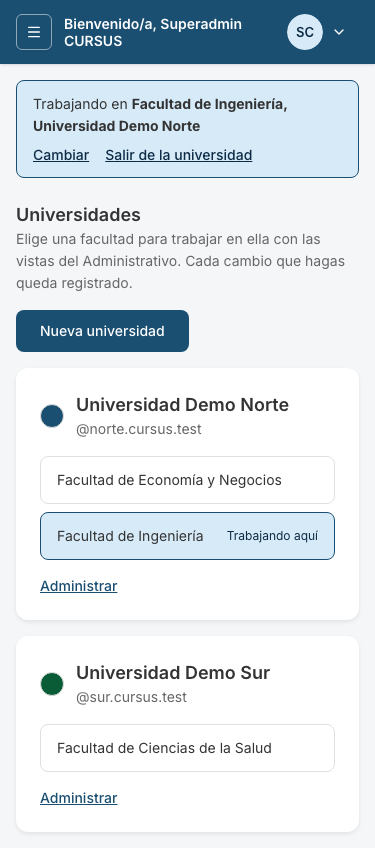 Bienvenido/a, Superadmin
CURSUS
SC
Trabajando en Facultad de Ingeniería,
Universidad Demo Norte
Cambiar Salir de la universidad
Universidades
Elige una facultad para trabajar en ella con las
vistas del Administrativo. Cada cambio que hagas
queda registrado.
Nueva universidad
Universidad Demo Norte
@norte.cursus.test
Facultad de Economía y Negocios
Facultad de Ingeniería Trabajando aquí
Administrar
Universidad Demo Sur
@sur.cursus.test
Facultad de Ciencias de la Salud
Administrar